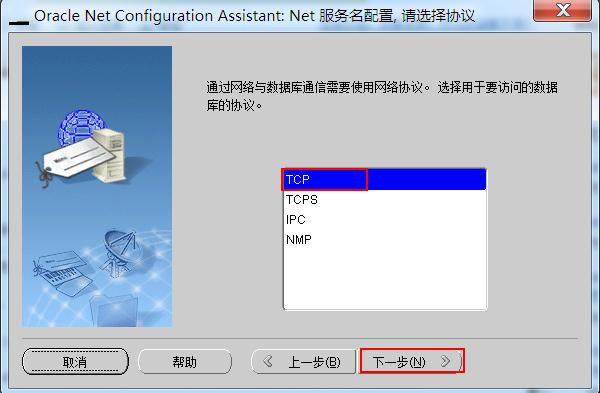 Oracle Net Configuration Assistant: Net 服务名配置, 请选择协议
通过网络与数据库通信需要使用网络协议。选择用于要访问的数据
库的协议。
TCP
TCPS
IPC
NMP
取消
帮助
上一步(B)
下一步(N)